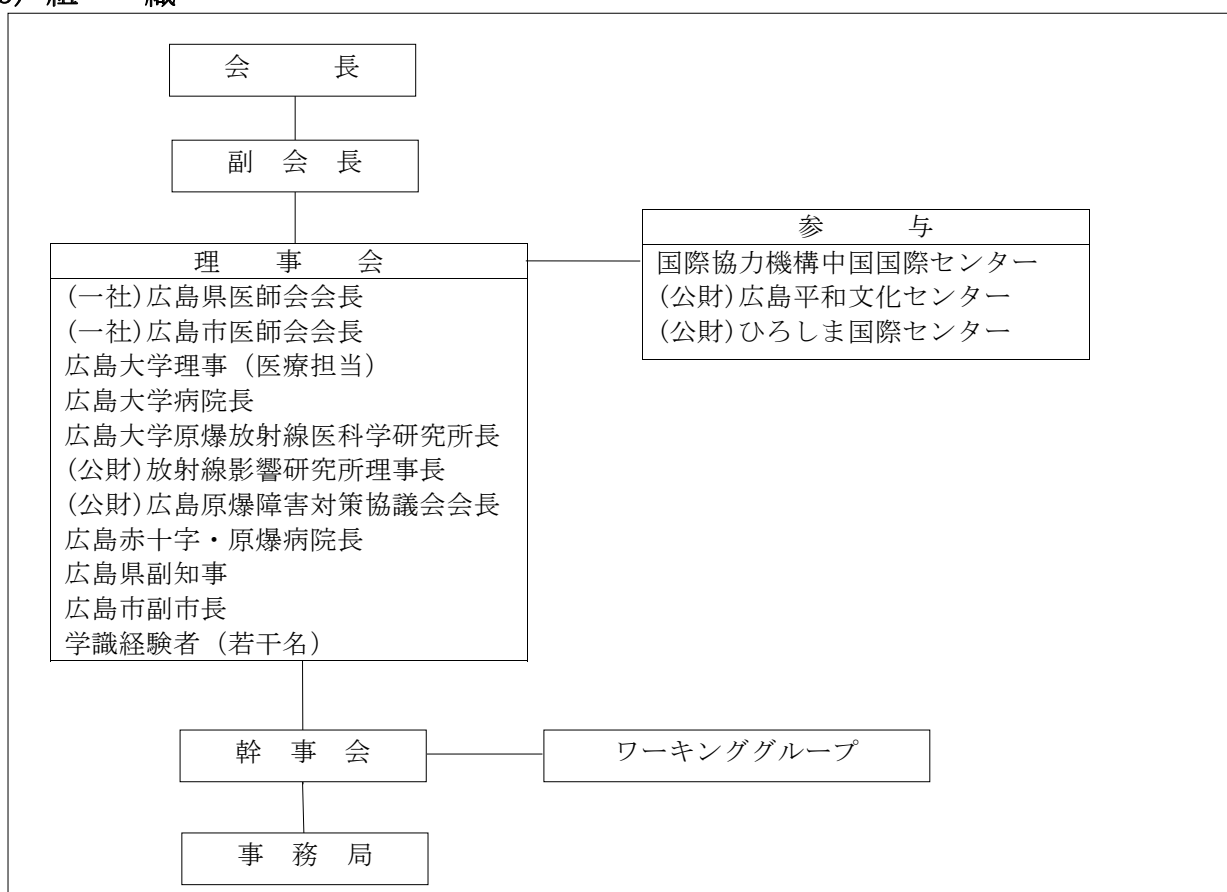 組 織
会 長
副 会 長
理 事 会
(一社)広島県医師会会長
(一社)広島市医師会会長
広島大学理事（医療担当）
広島大学病院長
広島大学原爆放射線医科学研究所長
(公財)放射線影響研究所理事長
(公財)広島原爆障害対策協議会会長
広島赤十字・原爆病院長
広島県副知事
広島市副市長
学識経験者（若干名）
参 与
国際協力機構中国国際センター
(公財)広島平和文化センター
(公財)ひろしま国際センター
幹 事 会
ワーキンググループ
事 務 局